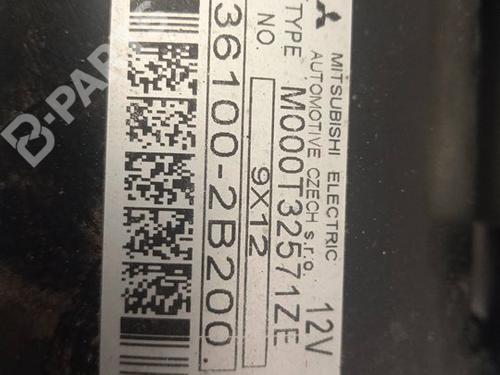 MITSUBISHI ELECTRIC
AUTOMOTIVE CZECH s.r.o. 12V
TYPE M000T32571ZE
NO. 9X12
36100-2B200
B-PARTS